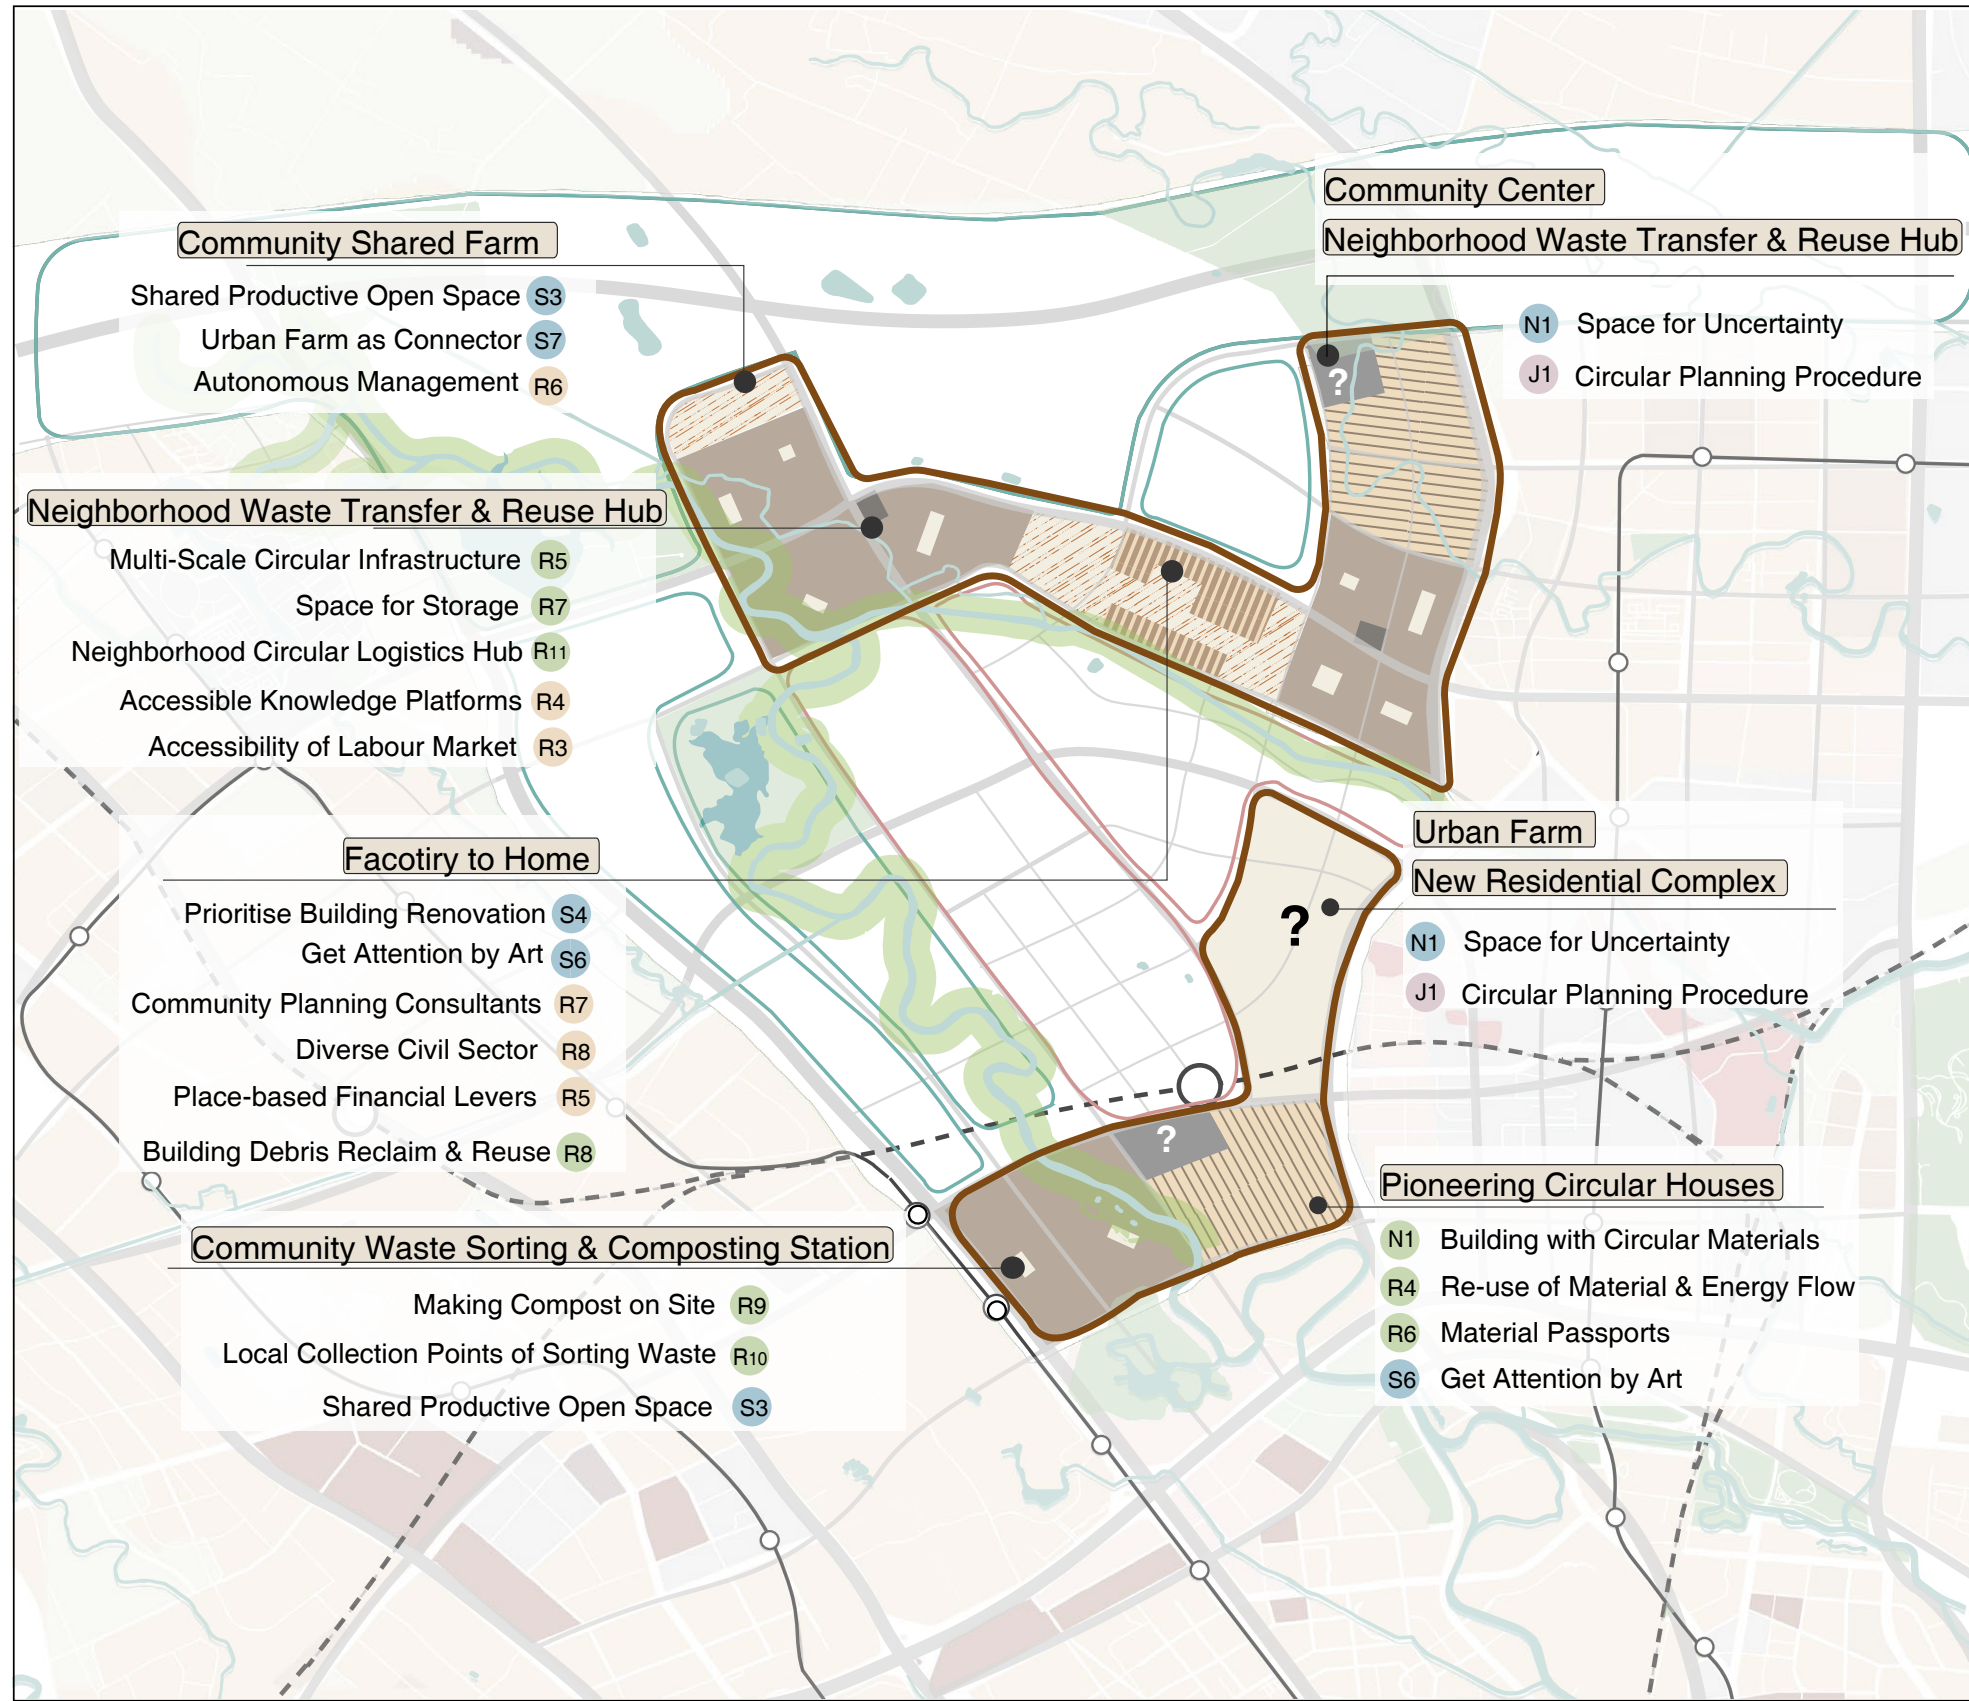 Community Shared Farm
Shared Productive Open Space S3
Urban Farm as Connector S7
Autonomous Management R6
Neighborhood Waste Transfer & Reuse Hub
Multi-Scale Circular Infrastructure R5
Space for Storage R7
Neighborhood Circular Logistics Hub R11
Accessible Knowledge Platforms R4
Accessibility of Labour Market R3
Facotiry to Home
Prioritise Building Renovation S4
Get Attention by Art S6
Community Planning Consultants R7
Diverse Civil Sector R8
Place-based Financial Levers R5
Building Debris Reclaim & Reuse R8
Community Waste Sorting & Composting Station
Making Compost on Site R9
Local Collection Points of Sorting Waste R10
Shared Productive Open Space S3
Community Center
Neighborhood Waste Transfer & Reuse Hub
N1 Space for Uncertainty
J1 Circular Planning Procedure
?
Urban Farm
New Residential Complex
N1 Space for Uncertainty
J1 Circular Planning Procedure
?
?
Pioneering Circular Houses
N1 Building with Circular Materials
R4 Re-use of Material & Energy Flow
R6 Material Passports
S6 Get Attention by Art